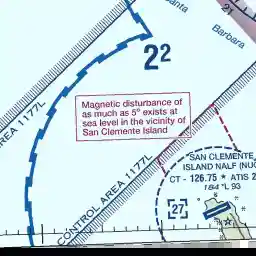 anta
21
Barbara
2²
AREA 1177L
Magnetic disturbance of
as much as 5° exists at
sea level in the vicinity of
San Clemente Island
CONTROL AREA 1177L
SAN CLEMENTE
ISLAND NALF (NUC
CT - 126.75 ★ ATIS 2
184 *L 93
27